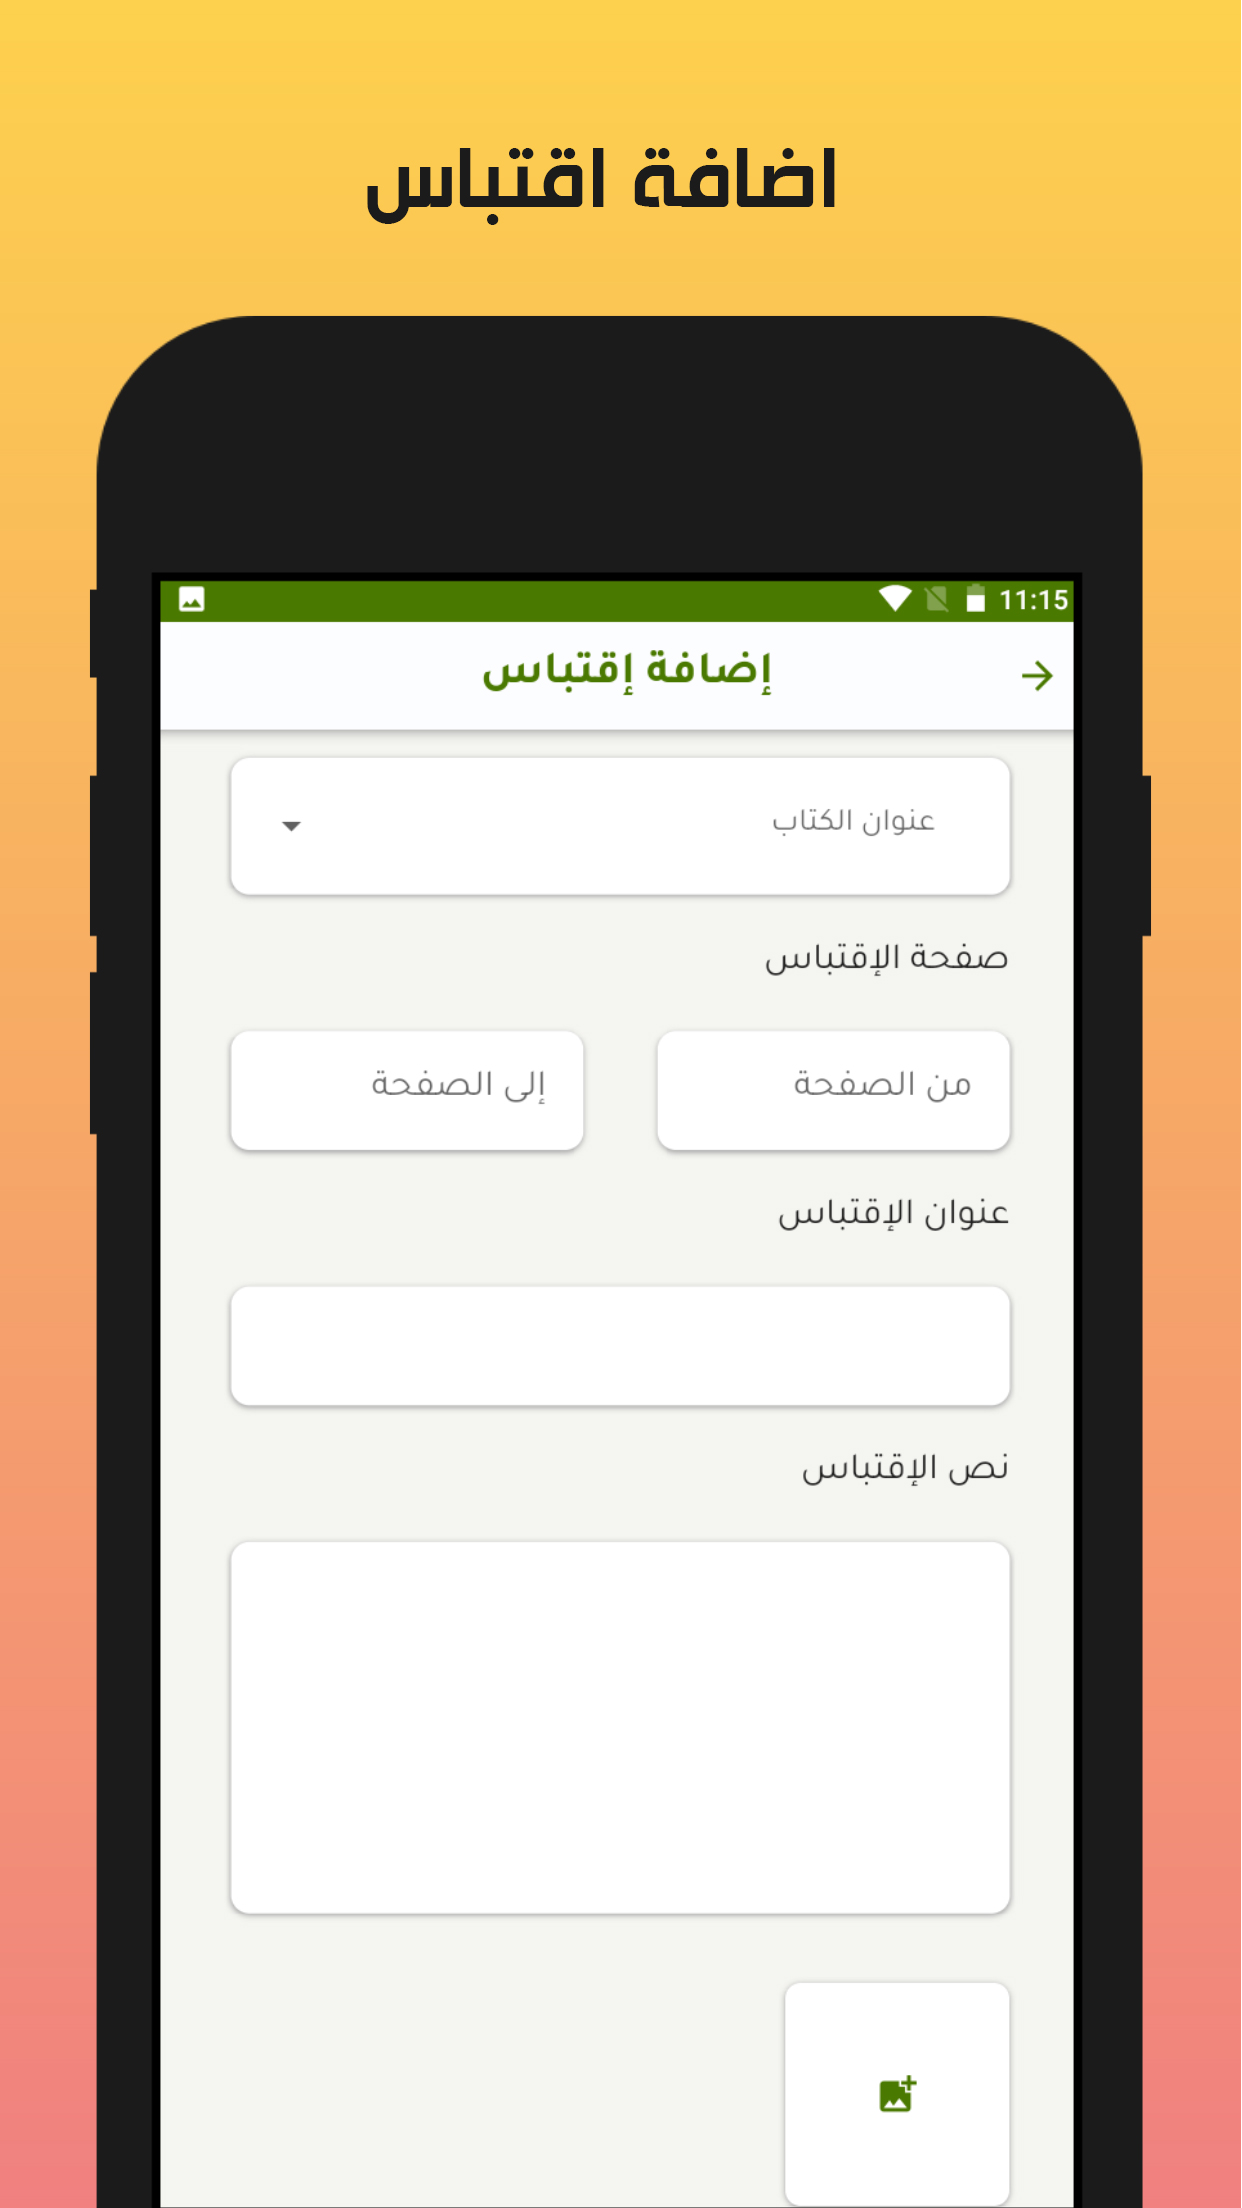 اضافة اقتباس
11:15
إضافة إقتباس
عنوان الكتاب
صفحة الإقتباس
من الصفحة
إلى الصفحة
عنوان الإقتباس
نص الإقتباس